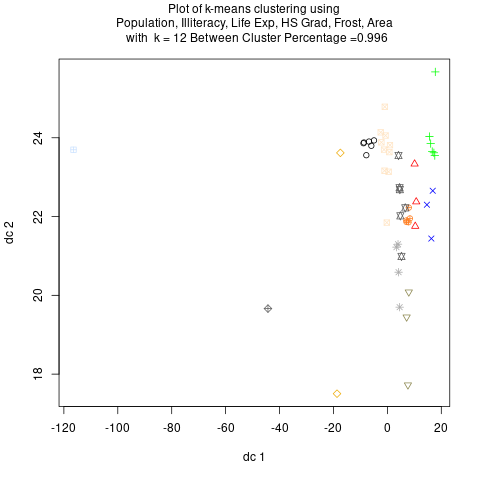 Plot of k-means clustering using
Population, Illiteracy, Life Exp, HS Grad, Frost, Area
with k = 12 Between Cluster Percentage =0.996
24
22
20
18
dc 2
-120 -100 -80 -60 -40 -20 0 20
dc 1